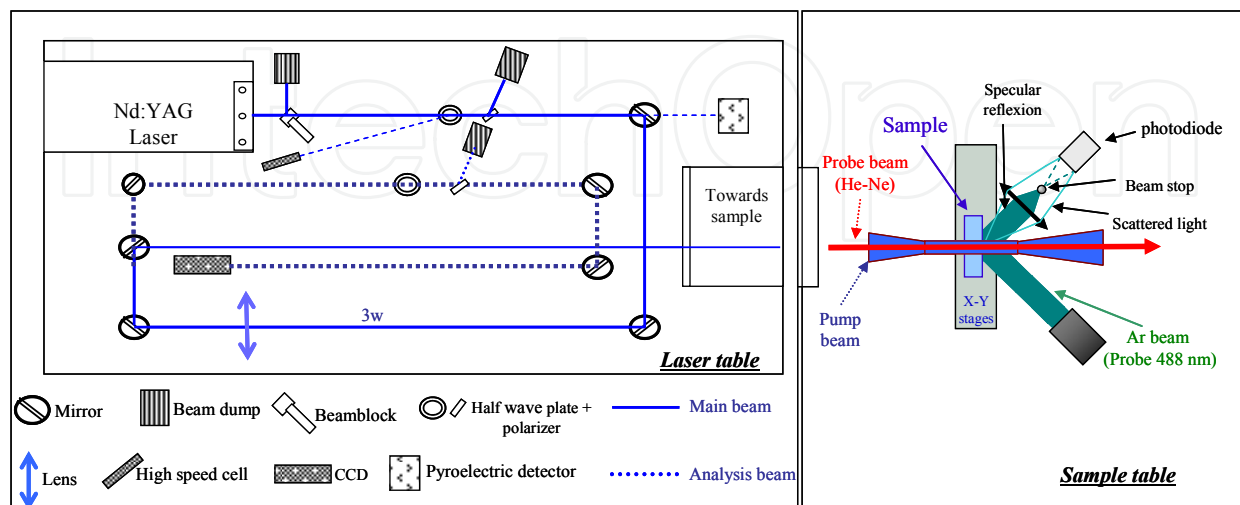 IntechOpen
Nd:YAG
Laser
Towards
sample
3w
Laser table
Mirror
Beam dump
Beamblock
Half wave plate +
polarizer
Main beam
Lens
High speed cell
CCD
Pyroelectric detector
Analysis beam
Specular
reflexion
Sample
photodiode
Probe beam
(He-Ne)
Beam stop
Scattered light
X-Y
stages
Pump
beam
Ar beam
(Probe 488 nm)
Sample table